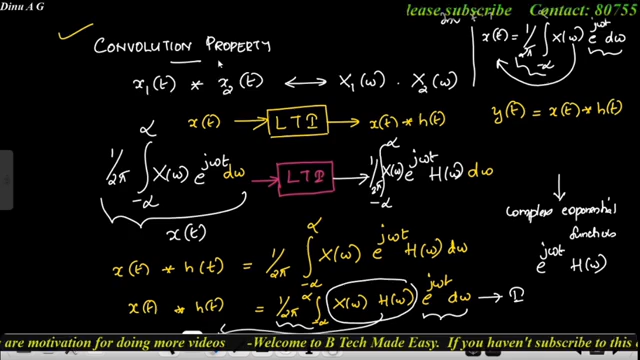 Dinu A G
lease subscribe Contact: 80755
CONVOLUTION PROPERTY
x(t) = 1/2π ∫_{-α} X(ω) e^{jωt} dω
x₁(t) * x₂(t) ⟷ X₁(ω) · X₂(ω)
x(t) → LTI → x(t) * h(t)
y(t) = x(t) * h(t)
1/2π ∫_{-α}^{α} X(ω) e^{jωt} dω → LTI → 1/2π ∫_{-α}^{α} X(ω) e^{jωt} H(ω) dω
x(t)
Complex exponential
function
e^{jωt} H(ω)
x(t) * h(t) = 1/2π ∫_{-α}^{α} X(ω) e^{jωt} H(ω) dω
x(t) * h(t) = 1/2π ∫_{-α}^{α} X(ω) H(ω) e^{jωt} dω → I
e are motivation for doing more videos -Welcome to B Tech Made Easy. If you haven't subscribe to this